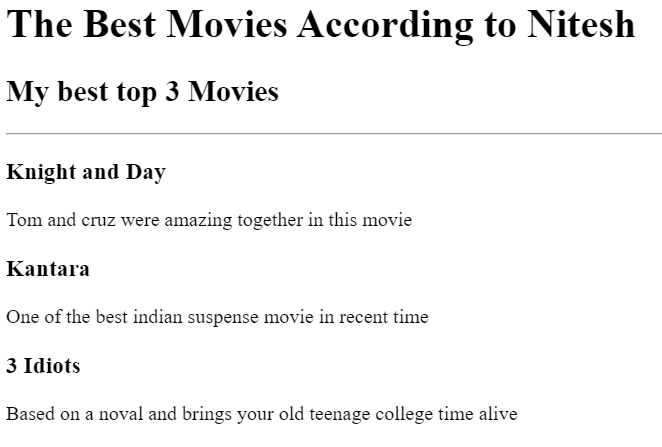 The Best Movies According to Nitesh
My best top 3 Movies
Knight and Day
Tom and cruz were amazing together in this movie
Kantara
One of the best indian suspense movie in recent time
3 Idiots
Based on a noval and brings your old teenage college time alive